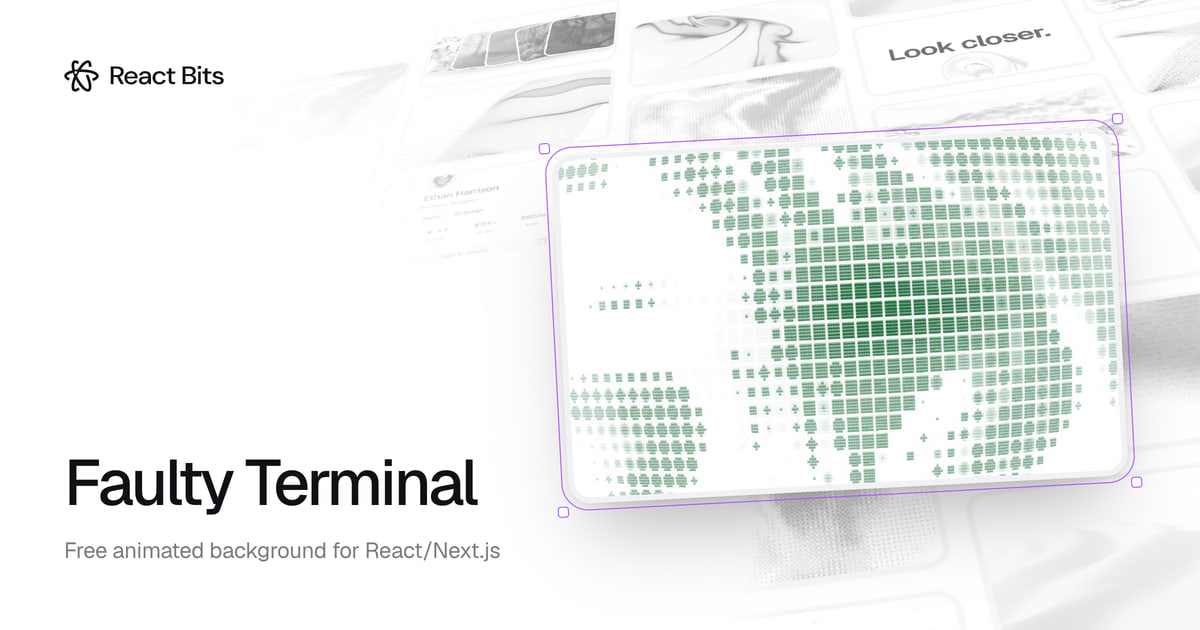 React Bits
Look closer.
Ethan Harrison
Faulty Terminal
Free animated background for React/Next.js